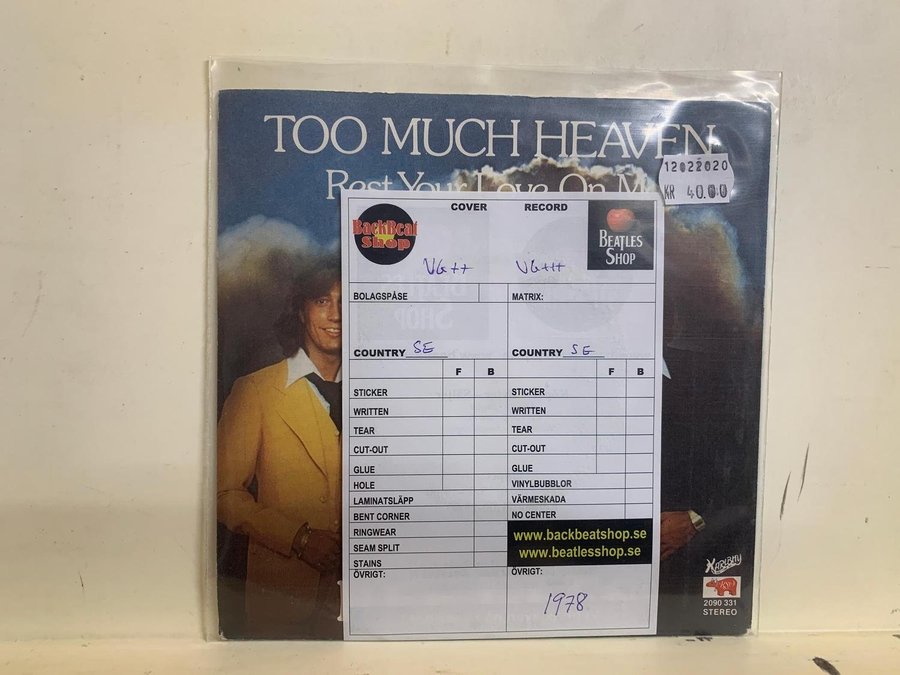 TOO MUCH HEAVEN
Rest Your Love On M
12022020
KR 40.00
COVER RECORD
BackBeat
Shop
BEATLES
SHOP
VG++ VG+++
BOLAGSPÅSE MATRIX:
COUNTRY SE COUNTRY SE
F B F B
STICKER STICKER
WRITTEN WRITTEN
TEAR TEAR
CUT-OUT CUT-OUT
GLUE GLUE
HOLE VINYLBUBBLOR
LAMINATSLÄPP VÄRMESKADA
BENT CORNER NO CENTER
RINGWEAR
SEAM SPLIT
STAINS
www.backbeatshop.se
www.beatlesshop.se
ÖVRIGT: ÖVRIGT:
1978
KARLBMY
RSO
2090 331
STEREO